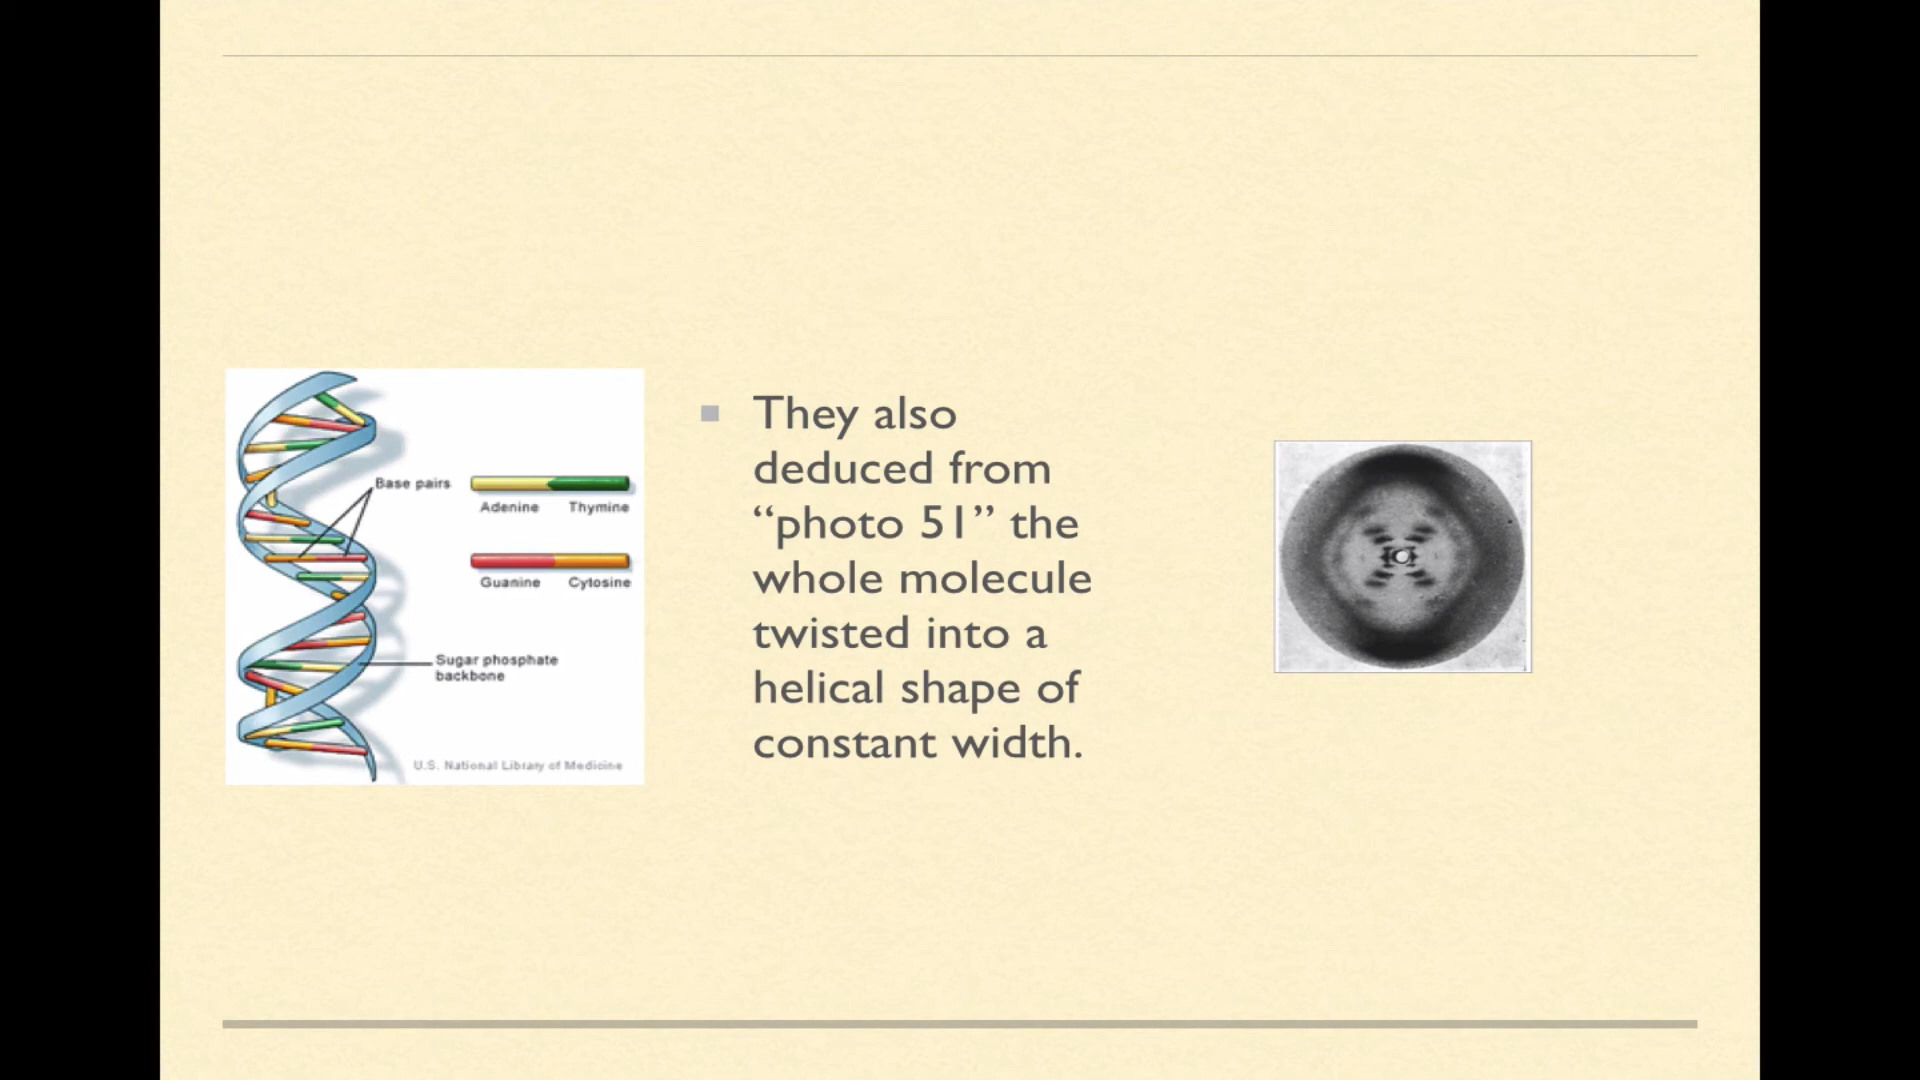 Base pairs
Adenine Thymine
Guanine Cytosine
Sugar phosphate
backbone
U.S. National Library of Medicine
They also
deduced from
“photo 51” the
whole molecule
twisted into a
helical shape of
constant width.